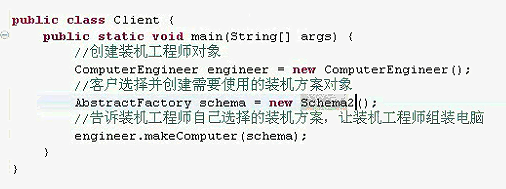 public class Client {
public static void main(String[] args) {
//创建装机工程师对象
ComputerEngineer engineer = new ComputerEngineer();
//客户选择并创建需要使用的装机方案对象
AbstractFactory schema = new Schema2();
//告诉装机工程师自己选择的装机方案，让装机工程师组装电脑
engineer.makeComputer(schema);
}
}